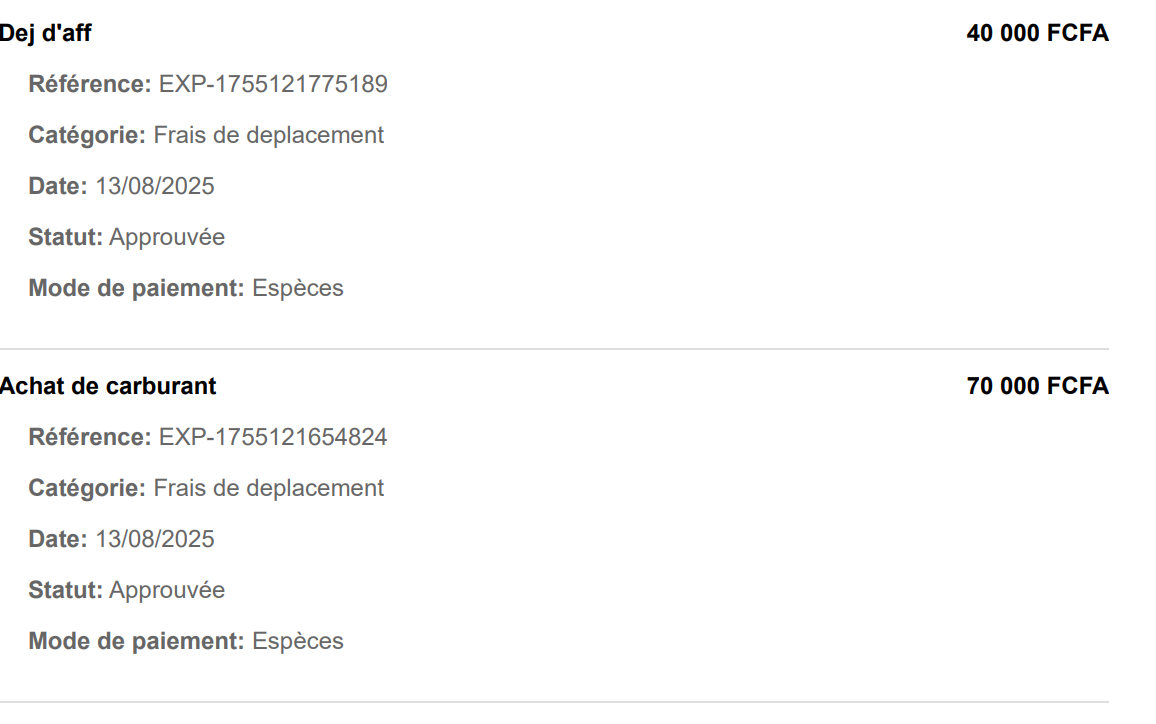 Dej d'aff 40 000 FCFA
Référence: EXP-1755121775189
Catégorie: Frais de deplacement
Date: 13/08/2025
Statut: Approuvée
Mode de paiement: Espèces
Achat de carburant 70 000 FCFA
Référence: EXP-1755121654824
Catégorie: Frais de deplacement
Date: 13/08/2025
Statut: Approuvée
Mode de paiement: Espèces